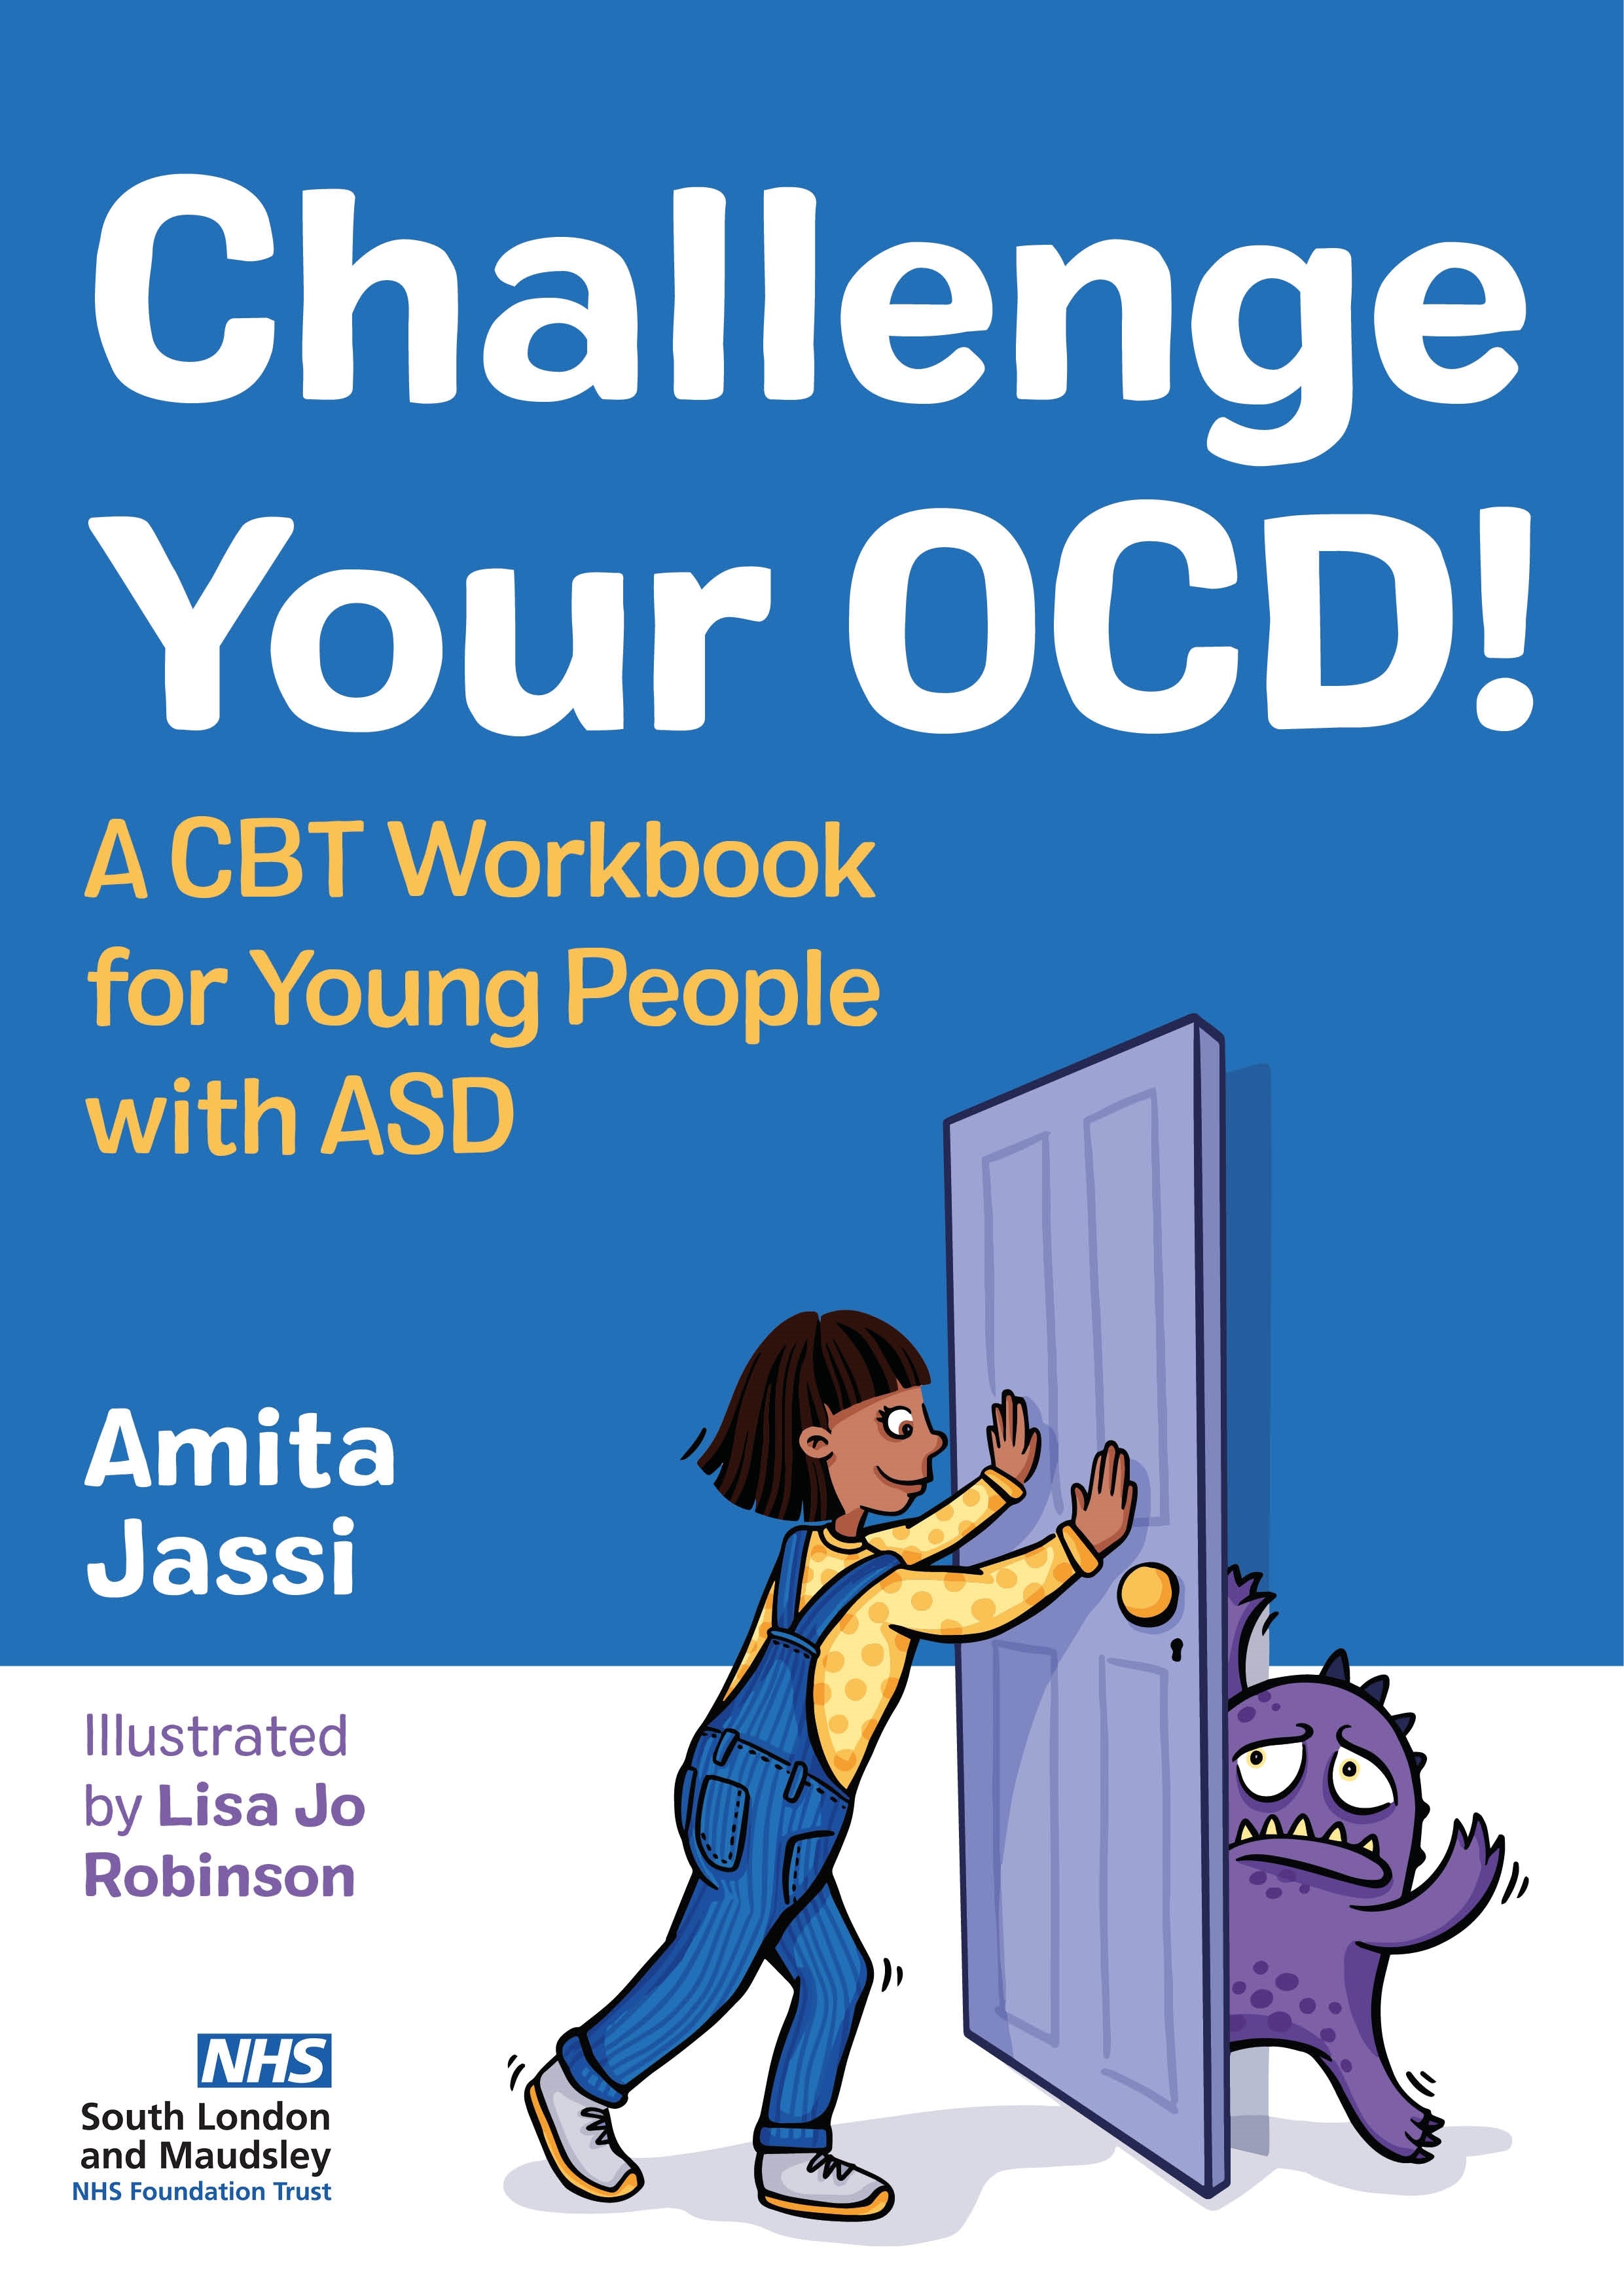 Challenge
Your OCD!
A CBT Workbook
for Young People
with ASD
Amita
Jassi
Illustrated
by Lisa Jo
Robinson
NHS
South London
and Maudsley
NHS Foundation Trust